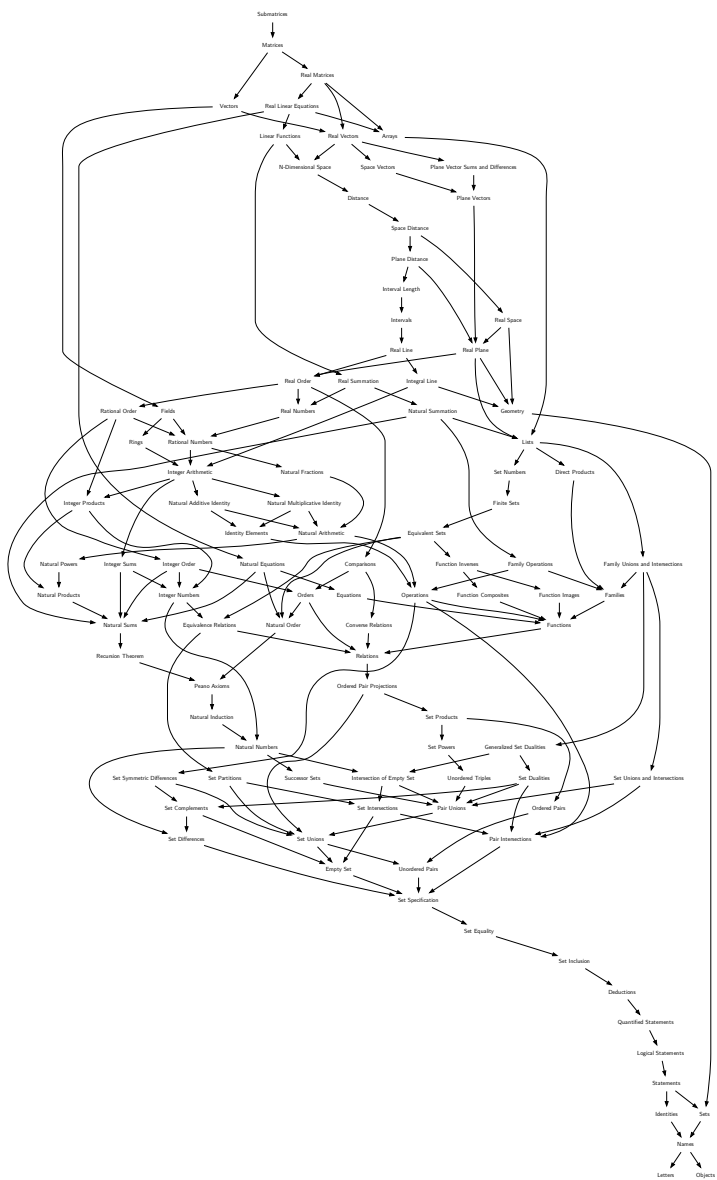 Submatrices
Matrices
Real Matrices
Vectors
Real Linear Equations
Linear Functions
Real Vectors
Arrays
N-Dimensional Space
Space Vectors
Plane Vector Sums and Differences
Distance
Plane Vectors
Space Distance
Plane Distance
Interval Length
Intervals
Real Space
Real Line
Real Plane
Real Order
Real Summation
Integral Line
Rational Order
Fields
Real Numbers
Natural Summation
Geometry
Rings
Rational Numbers
Lists
Integer Arithmetic
Natural Fractions
Set Numbers
Direct Products
Integer Products
Natural Additive Identity
Natural Multiplicative Identity
Finite Sets
Identity Elements
Natural Arithmetic
Equivalent Sets
Natural Powers
Integer Sums
Integer Order
Natural Equations
Comparisons
Function Inverses
Family Operations
Family Unions and Intersections
Natural Products
Integer Numbers
Orders
Equations
Operations
Function Composites
Function Images
Families
Natural Sums
Equivalence Relations
Natural Order
Converse Relations
Functions
Recursion Theorem
Relations
Peano Axioms
Ordered Pair Projections
Natural Induction
Set Products
Natural Numbers
Set Powers
Generalized Set Dualities
Set Symmetric Differences
Set Partitions
Successor Sets
Intersection of Empty Set
Unordered Triples
Set Dualities
Set Unions and Intersections
Set Complements
Set Intersections
Pair Unions
Ordered Pairs
Set Differences
Set Unions
Pair Intersections
Empty Set
Unordered Pairs
Set Specification
Set Equality
Set Inclusion
Deductions
Quantified Statements
Logical Statements
Statements
Identities
Sets
Names
Letters
Objects